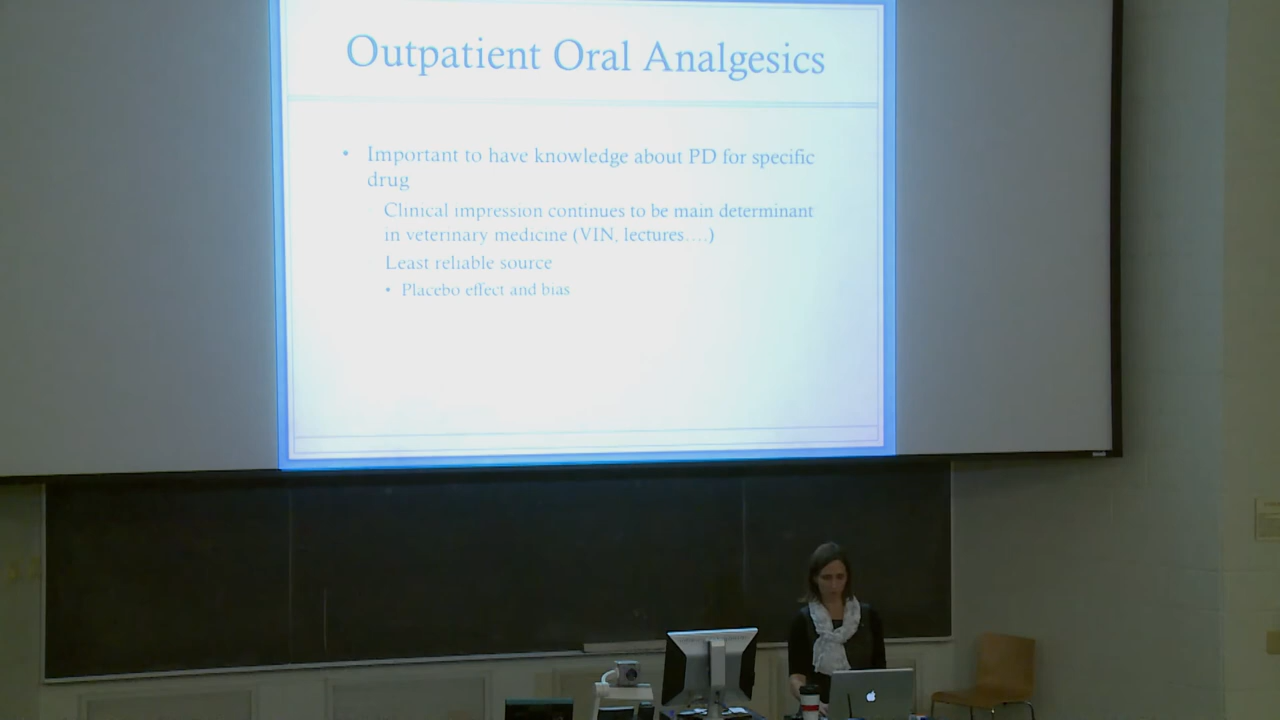 Outpatient Oral Analgesics
• Important to have knowledge about PD for specific
drug
Clinical impression continues to be main determinant
in veterinary medicine (VIN, lectures….)
Least reliable source
• Placebo effect and bias